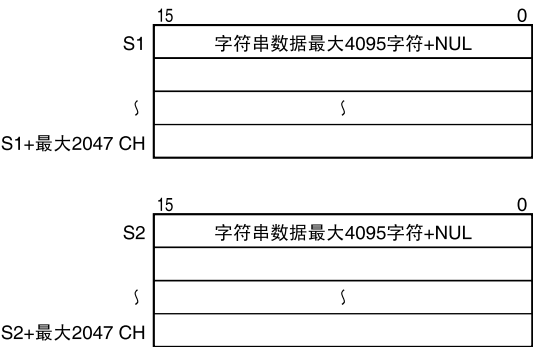 15 0
S1 字符串数据最大4095字符+NUL
~ ~
S1+最大2047 CH
15 0
S2 字符串数据最大4095字符+NUL
~ ~
S2+最大2047 CH